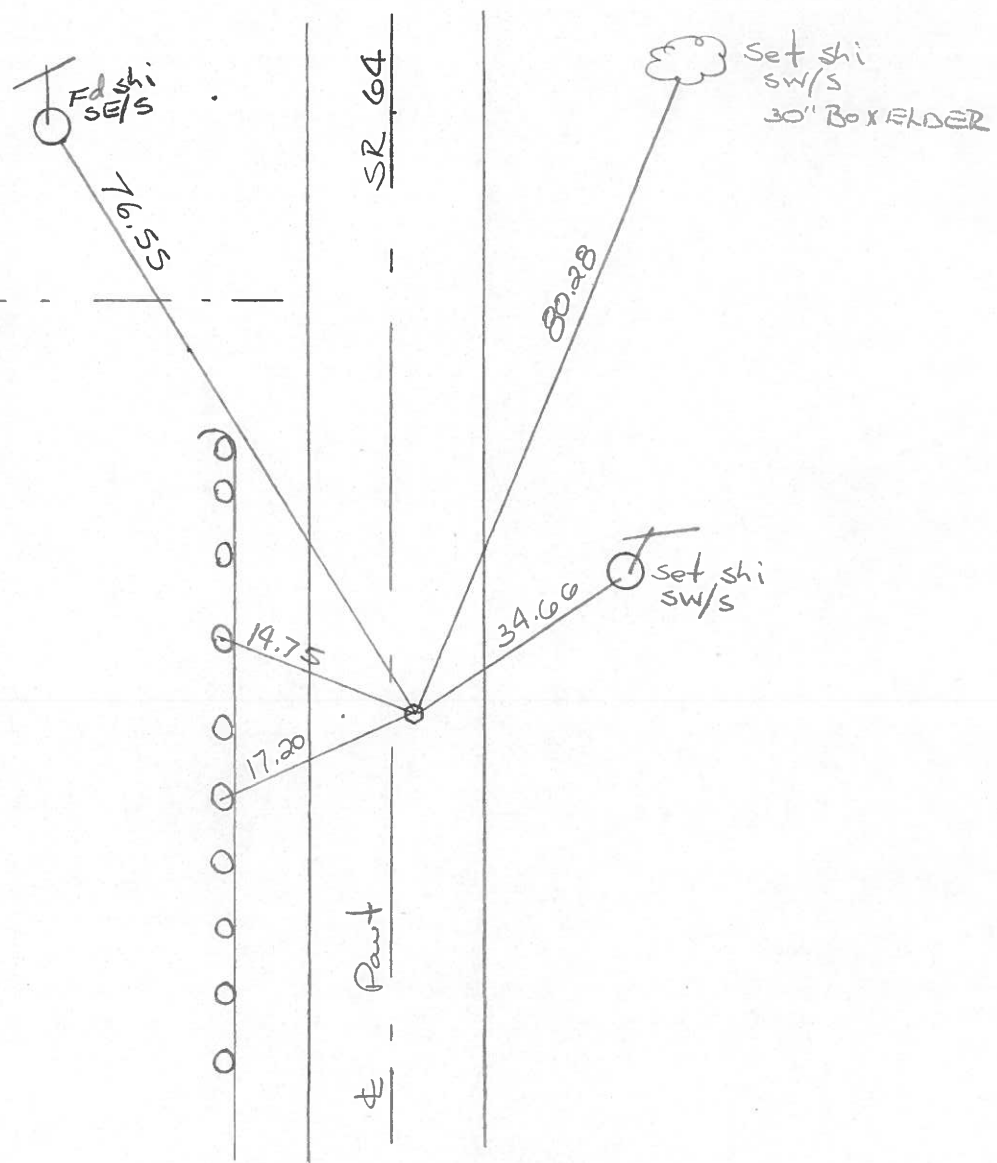 Fd shi
SE/S
SR 64
Set shi
SW/S
30" BOXELDER
76.55
80.28
34.66
Set shi
SW/S
14.75
17.20
℄ Pavt